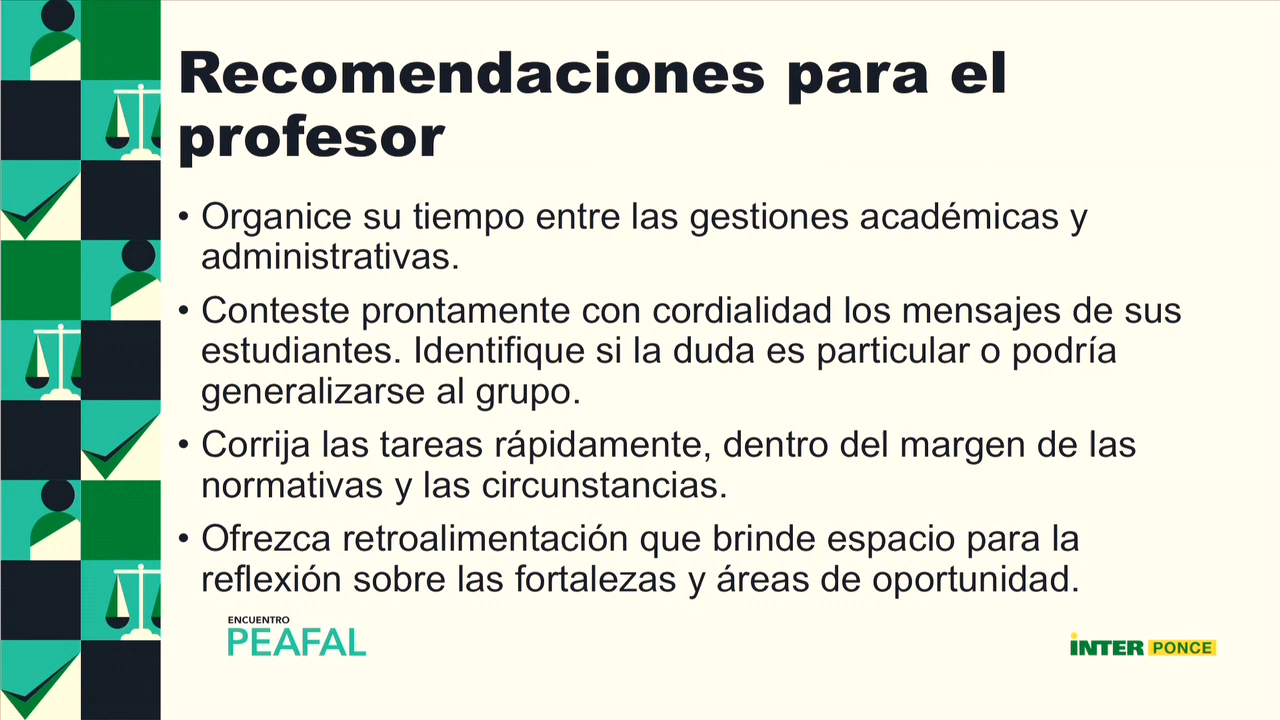 Recomendaciones para el
profesor
• Organice su tiempo entre las gestiones académicas y
administrativas.
• Conteste prontamente con cordialidad los mensajes de sus
estudiantes. Identifique si la duda es particular o podría
generalizarse al grupo.
• Corrija las tareas rápidamente, dentro del margen de las
normativas y las circunstancias.
• Ofrezca retroalimentación que brinde espacio para la
reflexión sobre las fortalezas y áreas de oportunidad.
ENCUENTRO
PEAFAL
INTER PONCE